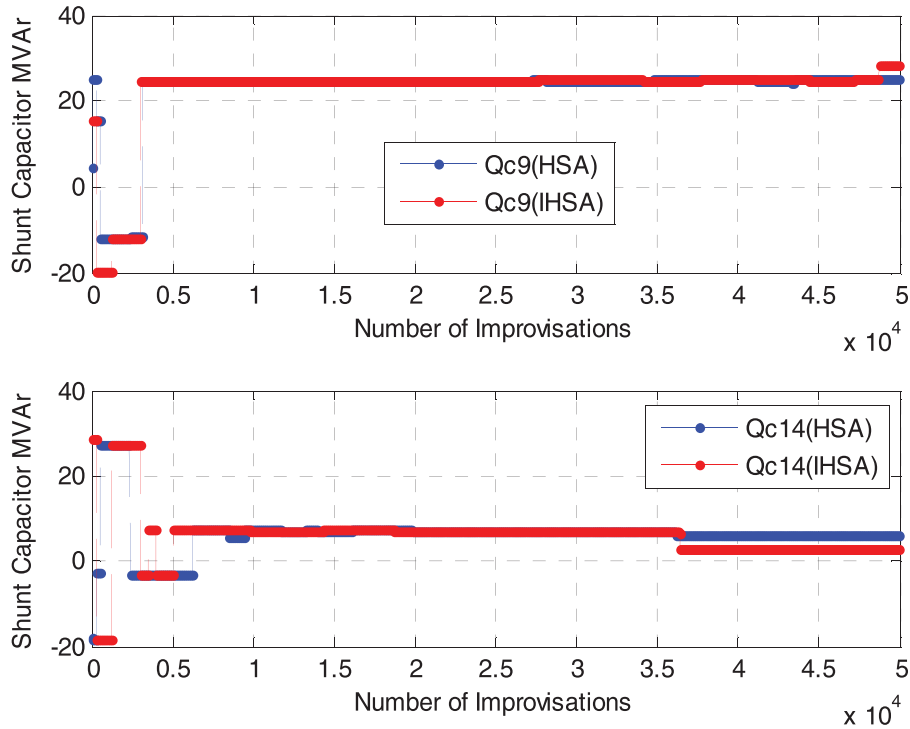 Shunt Capacitor MVAr
40
20
0
-20
Qc9(HSA)
Qc9(IHSA)
0 0.5 1 1.5 2 2.5 3 3.5 4 4.5 5
Number of Improvisations
x 10^4
Shunt Capacitor MVAr
40
20
0
-20
Qc14(HSA)
Qc14(IHSA)
0 0.5 1 1.5 2 2.5 3 3.5 4 4.5 5
Number of Improvisations
x 10^4